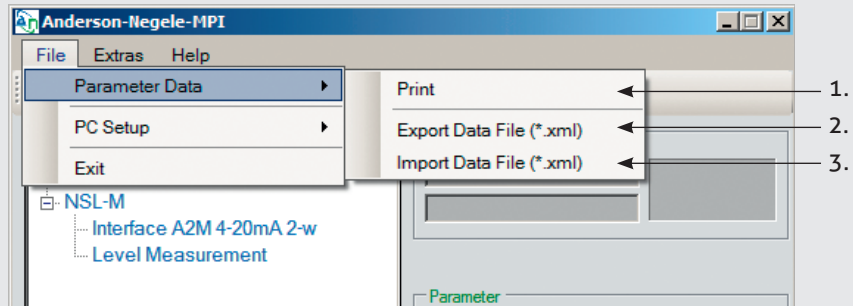 Anderson-Negele-MPI
File Extras Help
Parameter Data
PC Setup
Exit
Print
Export Data File (*.xml)
Import Data File (*.xml)
1.
2.
3.
NSL-M
Interface A2M 4-20mA 2-w
Level Measurement
Parameter